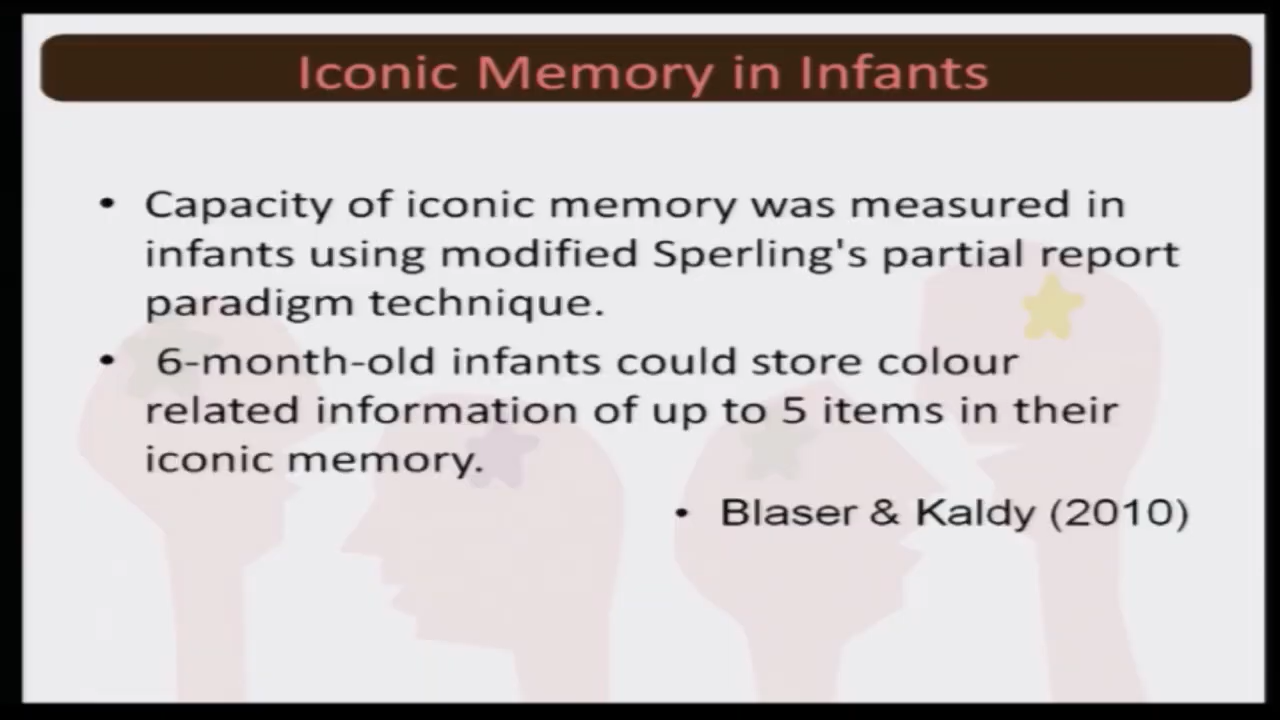 Iconic Memory in Infants
• Capacity of iconic memory was measured in
infants using modified Sperling's partial report
paradigm technique.
• 6-month-old infants could store colour
related information of up to 5 items in their
iconic memory.
• Blaser & Kaldy (2010)